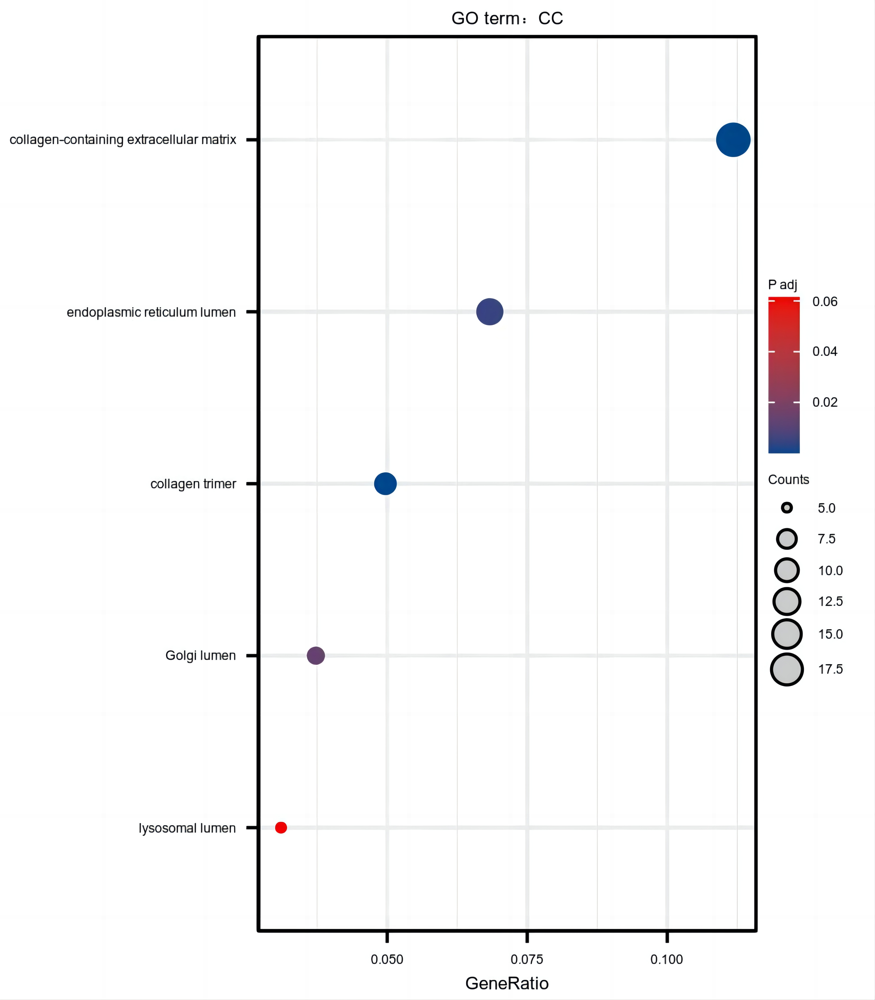 GO term：CC
collagen-containing extracellular matrix
endoplasmic reticulum lumen
collagen trimer
Golgi lumen
lysosomal lumen
0.050 0.075 0.100
GeneRatio
P adj
0.06
0.04
0.02
Counts
5.0
7.5
10.0
12.5
15.0
17.5